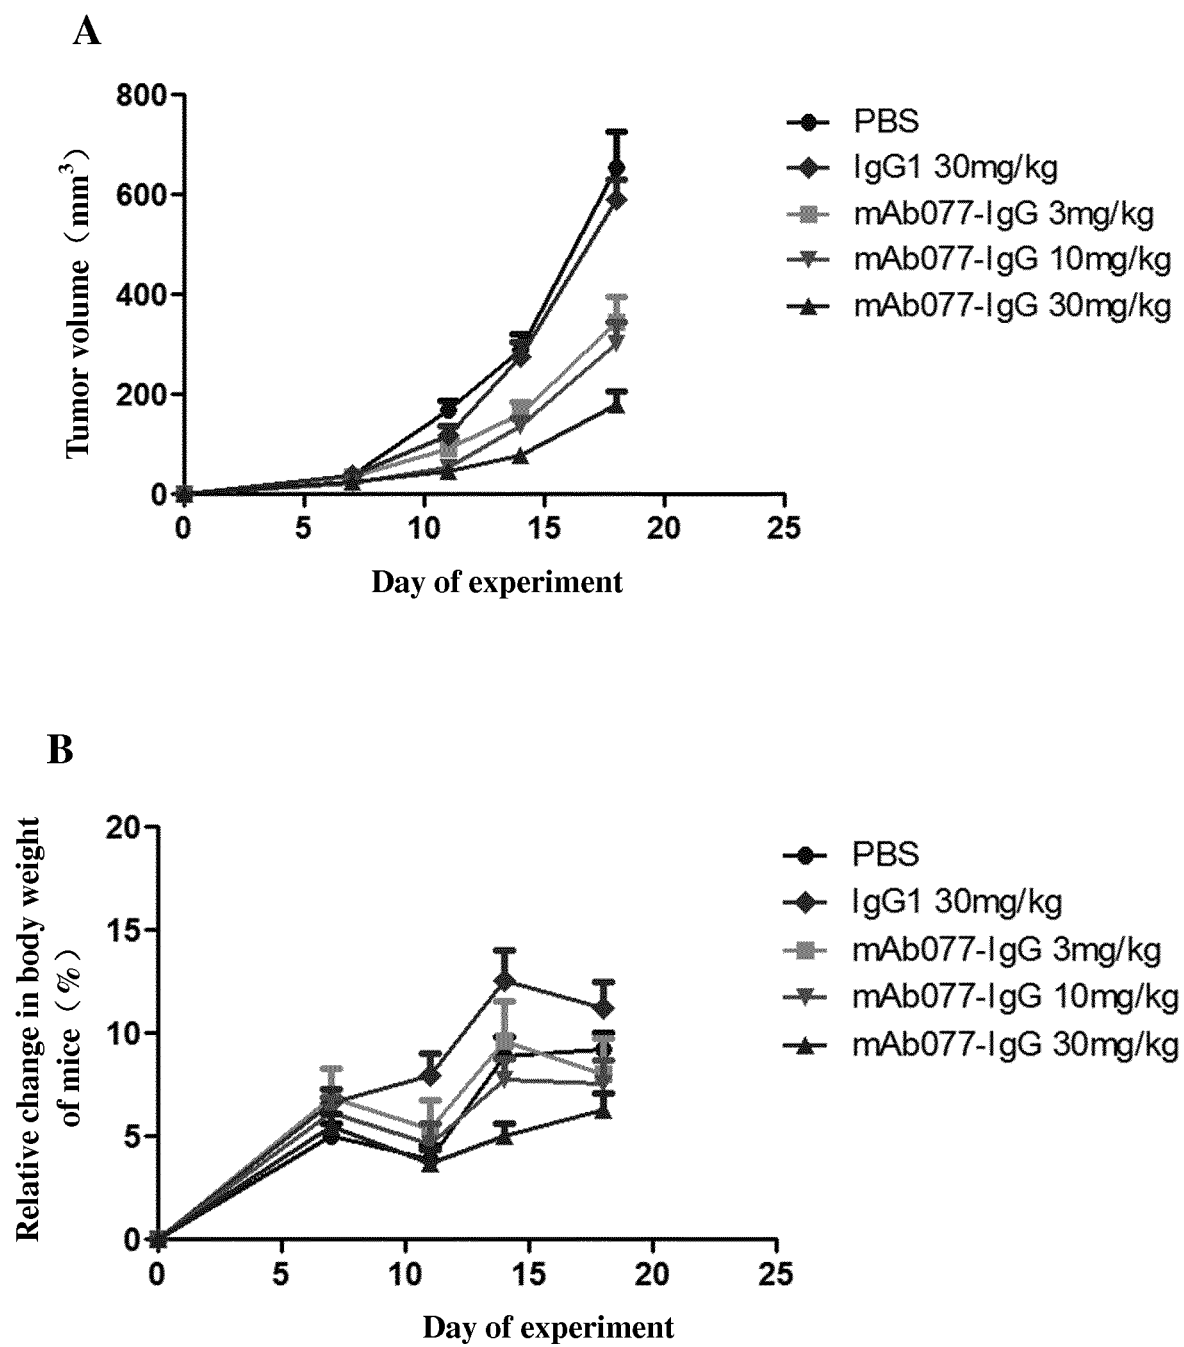 A
800
600
400
200
0
Tumor volume（mm³）
0 5 10 15 20 25
Day of experiment
PBS
IgG1 30mg/kg
mAb077-IgG 3mg/kg
mAb077-IgG 10mg/kg
mAb077-IgG 30mg/kg
B
20
15
10
5
0
Relative change in body weight
of mice（%）
0 5 10 15 20 25
Day of experiment
PBS
IgG1 30mg/kg
mAb077-IgG 3mg/kg
mAb077-IgG 10mg/kg
mAb077-IgG 30mg/kg